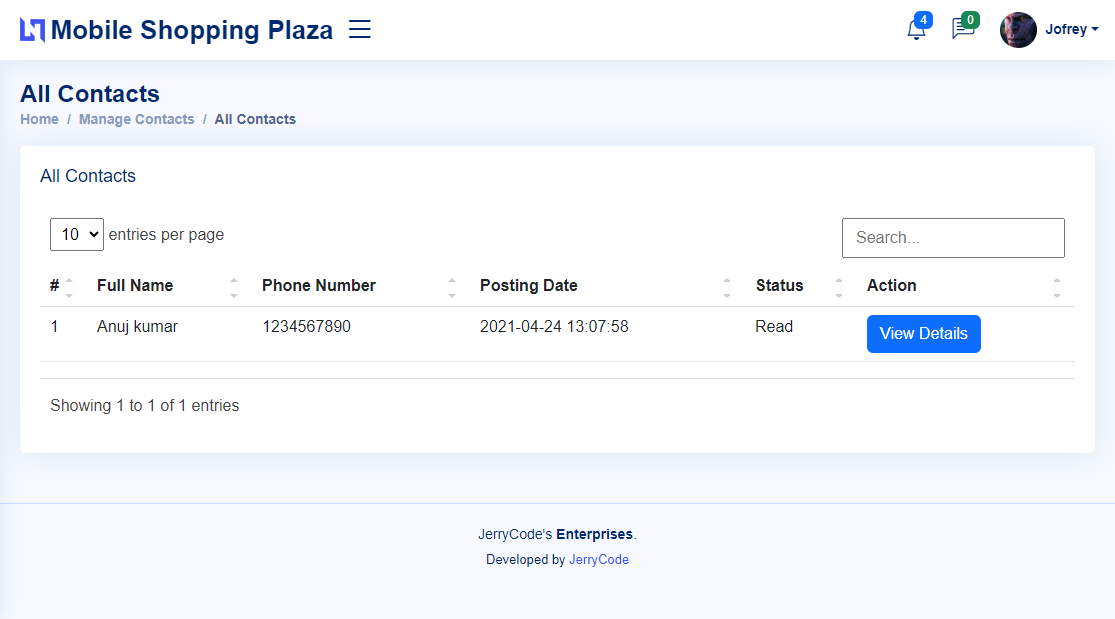 Mobile Shopping Plaza 4 0 Jofrey
All Contacts
Home / Manage Contacts / All Contacts
All Contacts
10 entries per page Search...
# Full Name Phone Number Posting Date Status Action
1 Anuj kumar 1234567890 2021-04-24 13:07:58 Read View Details
Showing 1 to 1 of 1 entries
JerryCode's Enterprises.
Developed by JerryCode